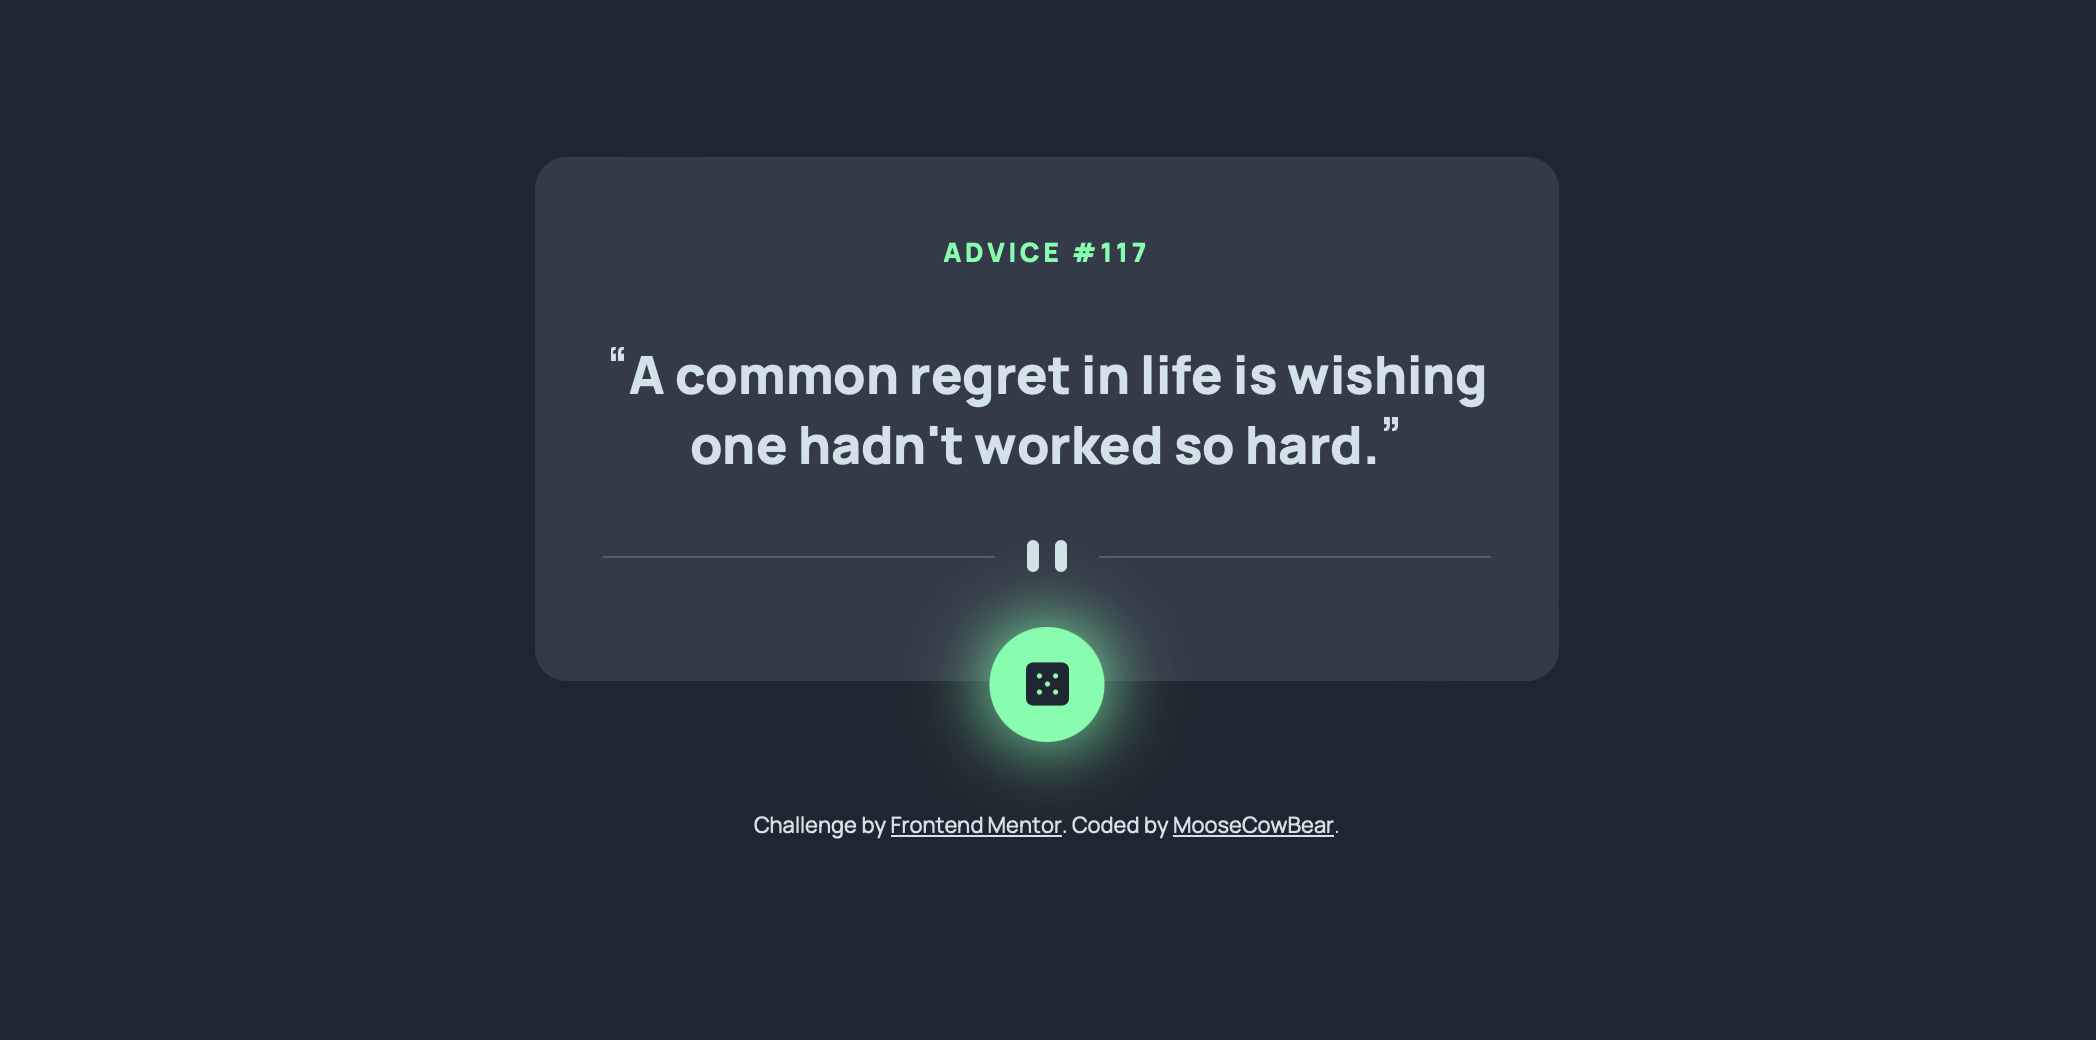 ADVICE #117
“A common regret in life is wishing
one hadn't worked so hard.”
Challenge by Frontend Mentor. Coded by MooseCowBear.